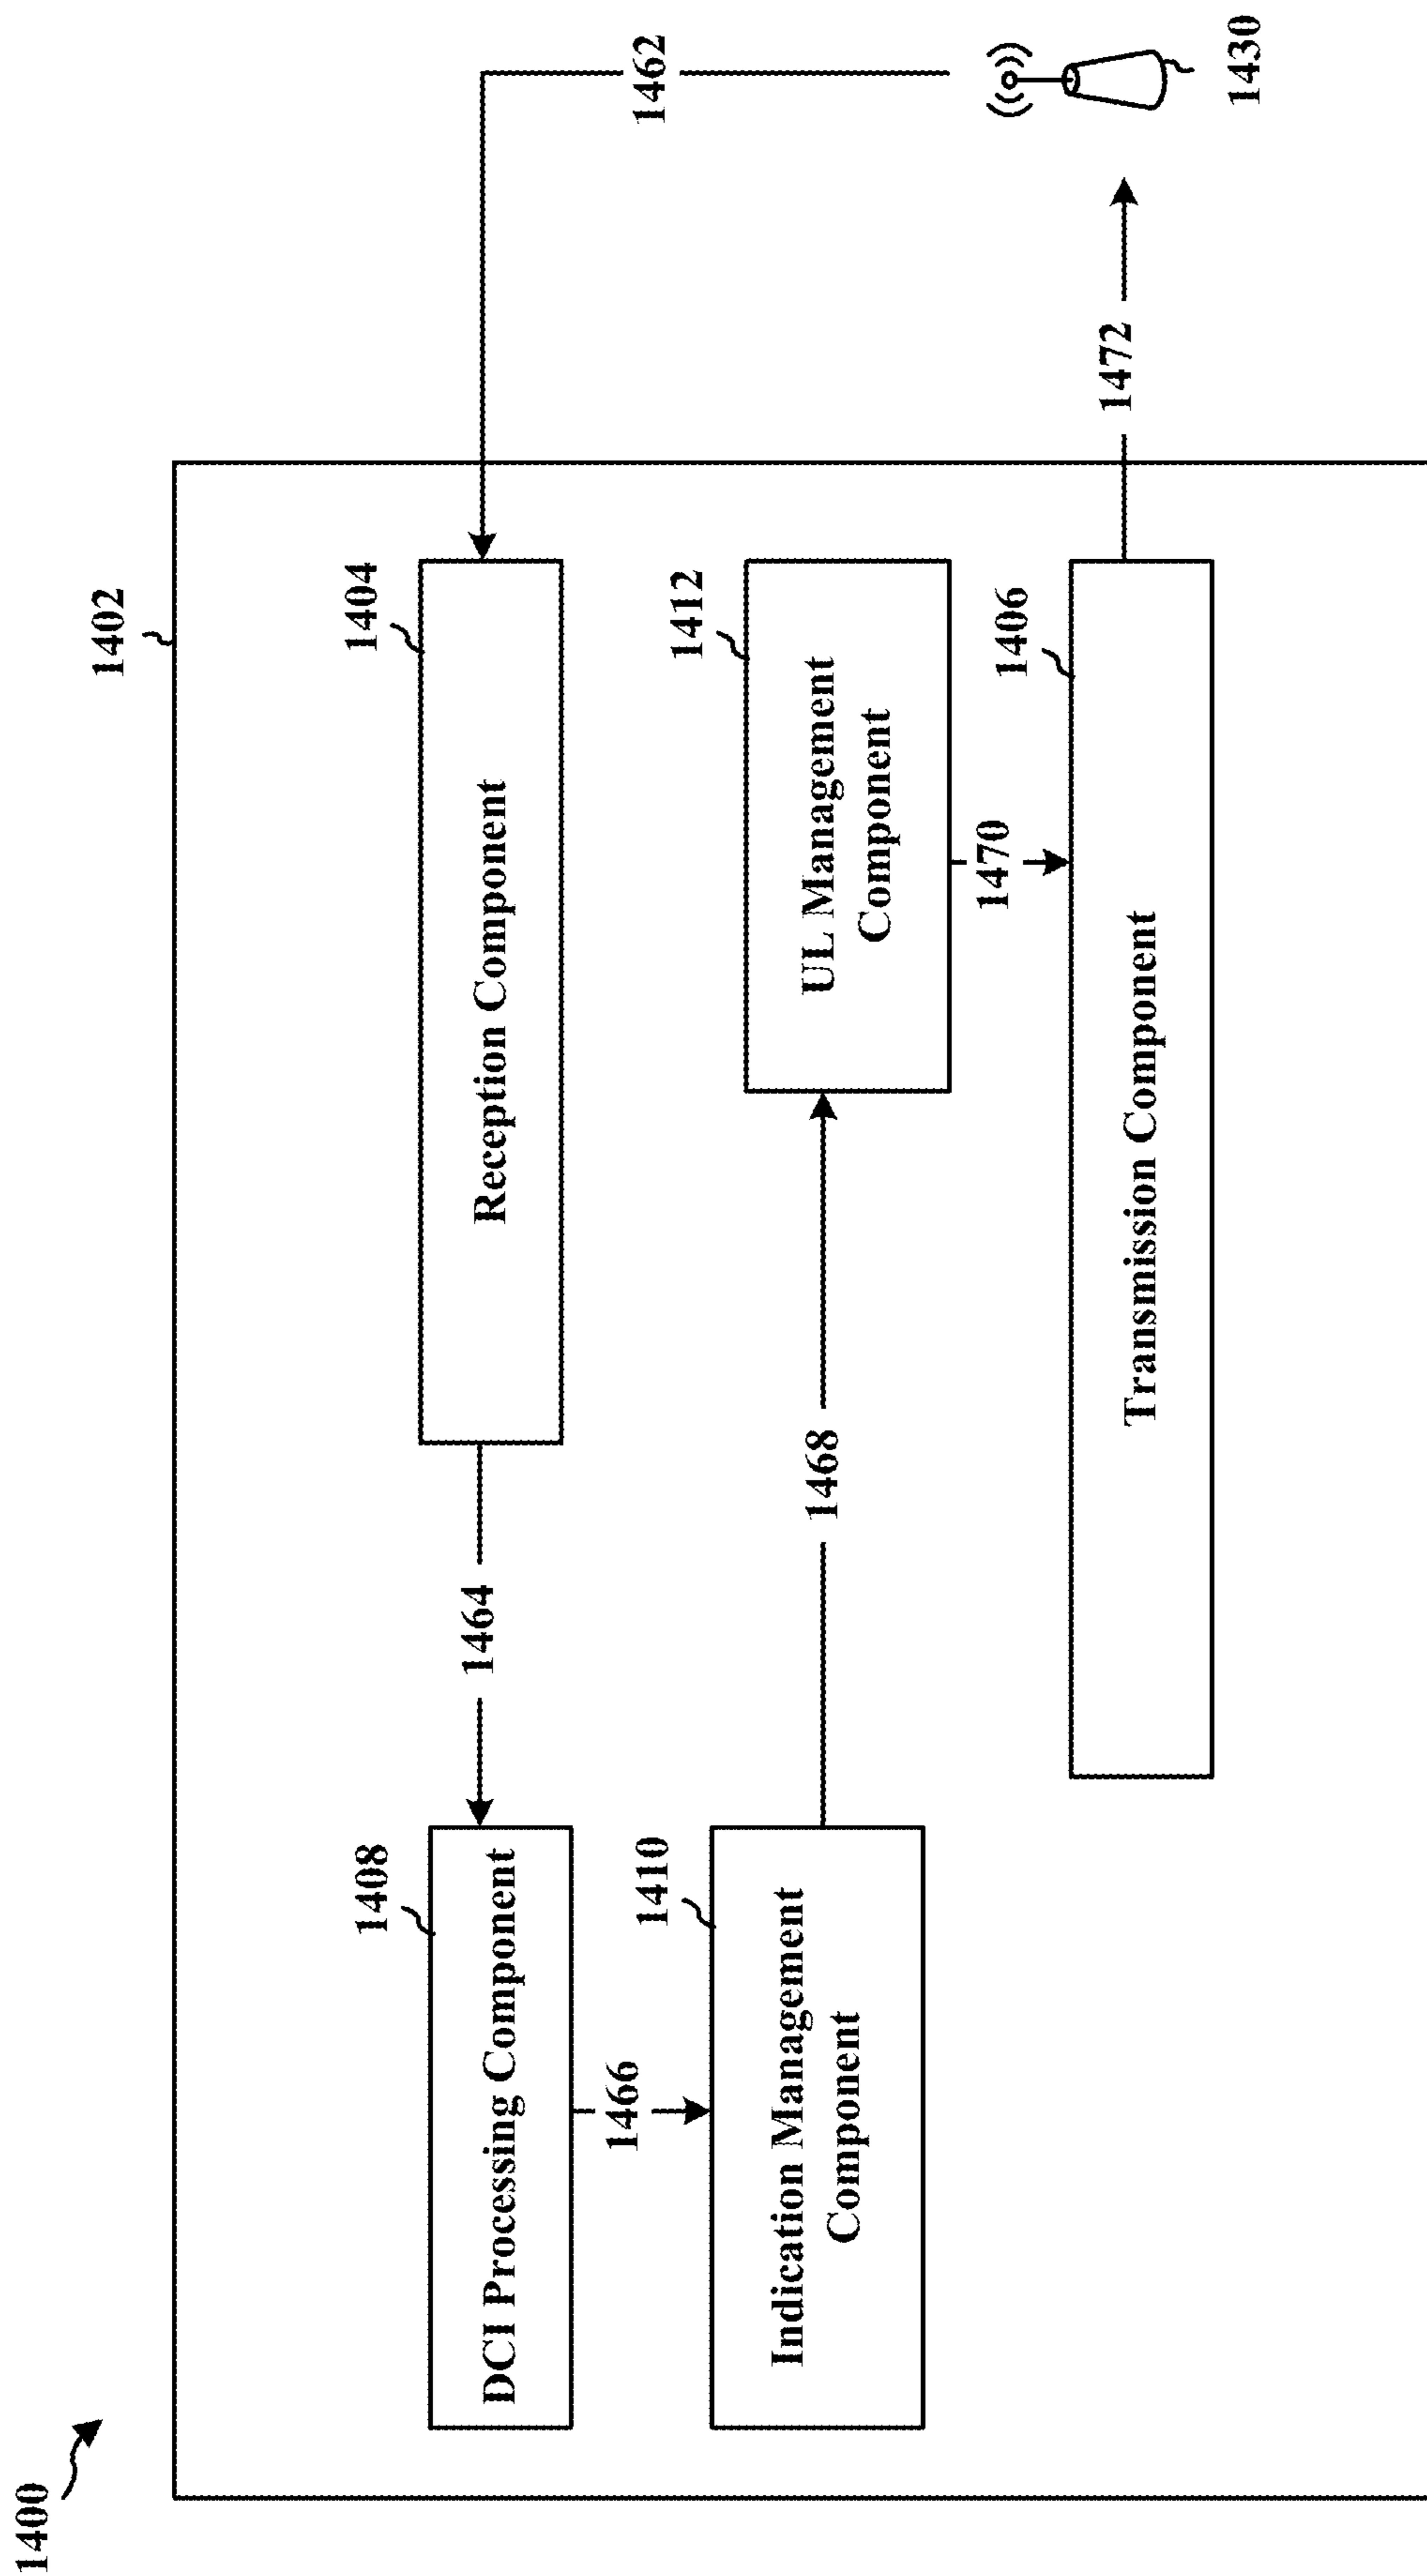 1400
1402
1408
DCI Processing Component
1464
1404
Reception Component
1462
1466
1410
Indication Management
Component
1468
1412
UL Management
Component
1470
1406
Transmission Component
1472
1430